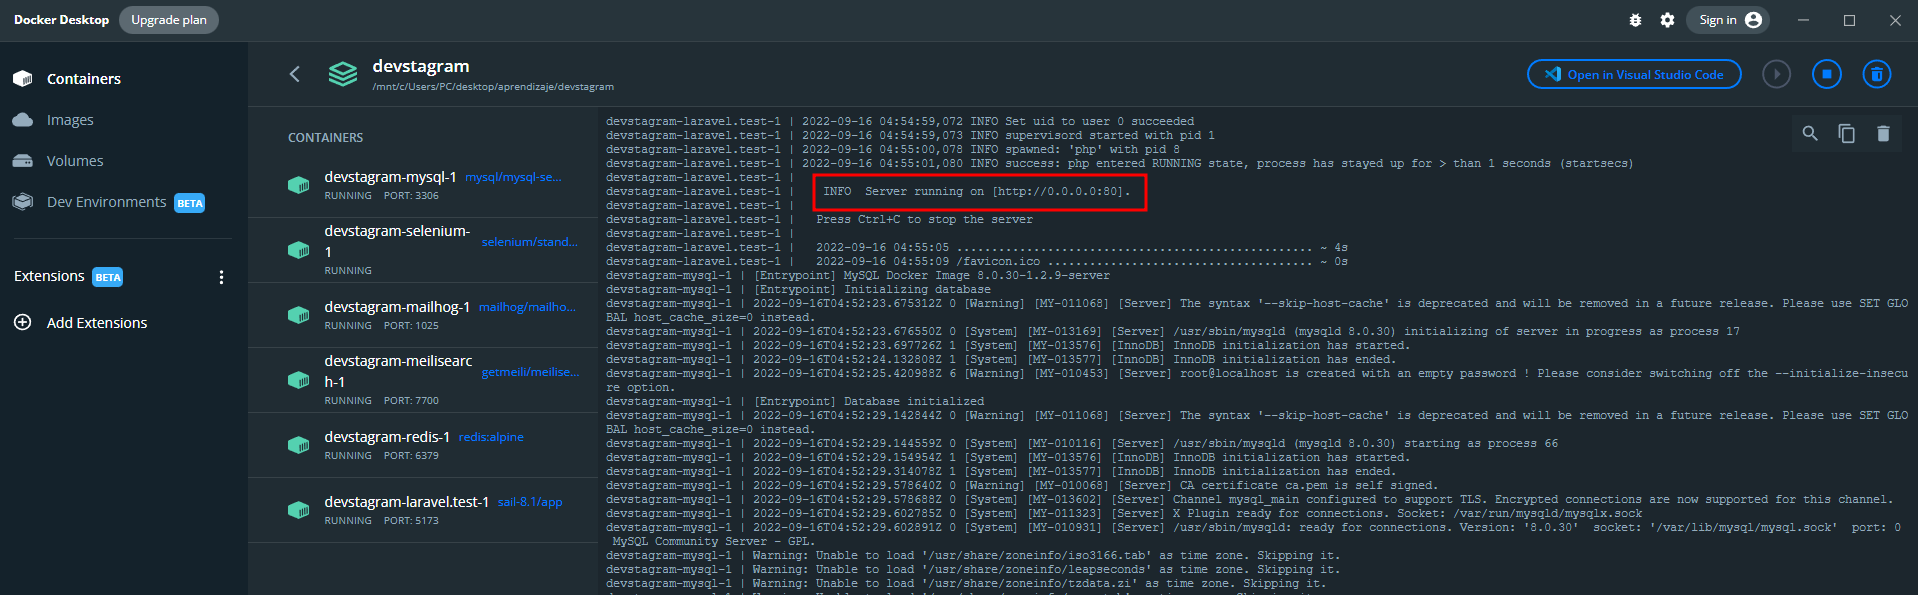 Docker Desktop Upgrade plan Sign in
Containers
Images
Volumes
Dev Environments BETA
Extensions BETA
Add Extensions
devstagram
/mnt/c/Users/PC/desktop/aprendizaje/devstagram
Open in Visual Studio Code
CONTAINERS
devstagram-mysql-1 mysql/mysql-se...
RUNNING PORT: 3306
devstagram-selenium-
1
selenium/stand...
RUNNING
devstagram-mailhog-1 mailhog/mailho...
RUNNING PORT: 1025
devstagram-meilisearc
h-1
getmeili/meilise...
RUNNING PORT: 7700
devstagram-redis-1 redis:alpine
RUNNING PORT: 6379
devstagram-laravel.test-1 sail-8.1/app
RUNNING PORT: 5173
devstagram-laravel.test-1 | 2022-09-16 04:54:59,072 INFO Set uid to user 0 succeeded
devstagram-laravel.test-1 | 2022-09-16 04:54:59,073 INFO supervisord started with pid 1
devstagram-laravel.test-1 | 2022-09-16 04:55:00,078 INFO spawned: 'php' with pid 8
devstagram-laravel.test-1 | 2022-09-16 04:55:01,080 INFO success: php entered RUNNING state, process has stayed up for > than 1 seconds (startsecs)
devstagram-laravel.test-1 |
devstagram-laravel.test-1 | INFO Server running on [http://0.0.0.0:80].
devstagram-laravel.test-1 |
devstagram-laravel.test-1 | Press Ctrl+C to stop the server
devstagram-laravel.test-1 |
devstagram-laravel.test-1 | 2022-09-16 04:55:05 ................................................... ~ 4s
devstagram-laravel.test-1 | 2022-09-16 04:55:09 /favicon.ico ...................................... ~ 0s
devstagram-mysql-1 | [Entrypoint] MySQL Docker Image 8.0.30-1.2.9-server
devstagram-mysql-1 | [Entrypoint] Initializing database
devstagram-mysql-1 | 2022-09-16T04:52:23.675312Z 0 [Warning] [MY-011068] [Server] The syntax '--skip-host-cache' is deprecated and will be removed in a future release. Please use SET GLO
BAL host_cache_size=0 instead.
devstagram-mysql-1 | 2022-09-16T04:52:23.676550Z 0 [System] [MY-013169] [Server] /usr/sbin/mysqld (mysqld 8.0.30) initializing of server in progress as process 17
devstagram-mysql-1 | 2022-09-16T04:52:23.697726Z 1 [System] [MY-013576] [InnoDB] InnoDB initialization has started.
devstagram-mysql-1 | 2022-09-16T04:52:24.132808Z 1 [System] [MY-013577] [InnoDB] InnoDB initialization has ended.
devstagram-mysql-1 | 2022-09-16T04:52:25.420988Z 6 [Warning] [MY-010453] [Server] root@localhost is created with an empty password ! Please consider switching off the --initialize-insecu
re option.
devstagram-mysql-1 | [Entrypoint] Database initialized
devstagram-mysql-1 | 2022-09-16T04:52:29.142844Z 0 [Warning] [MY-011068] [Server] The syntax '--skip-host-cache' is deprecated and will be removed in a future release. Please use SET GLO
BAL host_cache_size=0 instead.
devstagram-mysql-1 | 2022-09-16T04:52:29.144559Z 0 [System] [MY-010116] [Server] /usr/sbin/mysqld (mysqld 8.0.30) starting as process 66
devstagram-mysql-1 | 2022-09-16T04:52:29.154954Z 1 [System] [MY-013576] [InnoDB] InnoDB initialization has started.
devstagram-mysql-1 | 2022-09-16T04:52:29.314078Z 1 [System] [MY-013577] [InnoDB] InnoDB initialization has ended.
devstagram-mysql-1 | 2022-09-16T04:52:29.578640Z 0 [Warning] [MY-010068] [Server] CA certificate ca.pem is self signed.
devstagram-mysql-1 | 2022-09-16T04:52:29.578688Z 0 [System] [MY-013602] [Server] Channel mysql_main configured to support TLS. Encrypted connections are now supported for this channel.
devstagram-mysql-1 | 2022-09-16T04:52:29.602785Z 0 [System] [MY-011323] [Server] X Plugin ready for connections. Socket: /var/run/mysqld/mysqlx.sock
devstagram-mysql-1 | 2022-09-16T04:52:29.602891Z 0 [System] [MY-010931] [Server] /usr/sbin/mysqld: ready for connections. Version: '8.0.30' socket: '/var/lib/mysql/mysql.sock' port: 0
MySQL Community Server - GPL.
devstagram-mysql-1 | Warning: Unable to load '/usr/share/zoneinfo/iso3166.tab' as time zone. Skipping it.
devstagram-mysql-1 | Warning: Unable to load '/usr/share/zoneinfo/leapseconds' as time zone. Skipping it.
devstagram-mysql-1 | Warning: Unable to load '/usr/share/zoneinfo/tzdata.zi' as time zone. Skipping it.